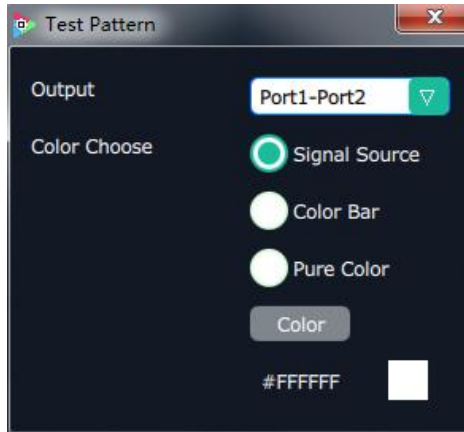 Test Pattern
Output
Port1-Port2
Color Choose
Signal Source
Color Bar
Pure Color
Color
#FFFFFF